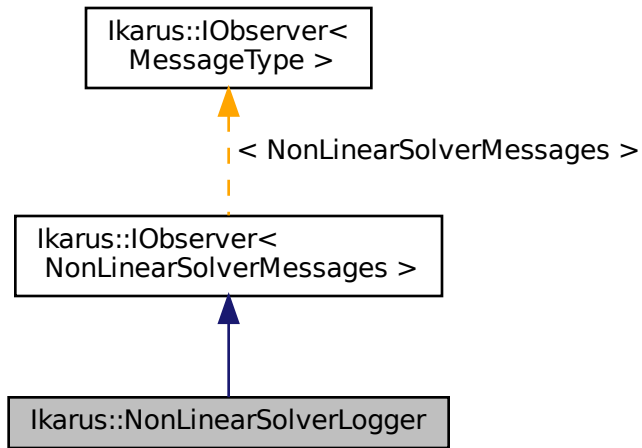 Ikarus::IObserver<
MessageType >
< NonLinearSolverMessages >
Ikarus::IObserver<
NonLinearSolverMessages >
Ikarus::NonLinearSolverLogger